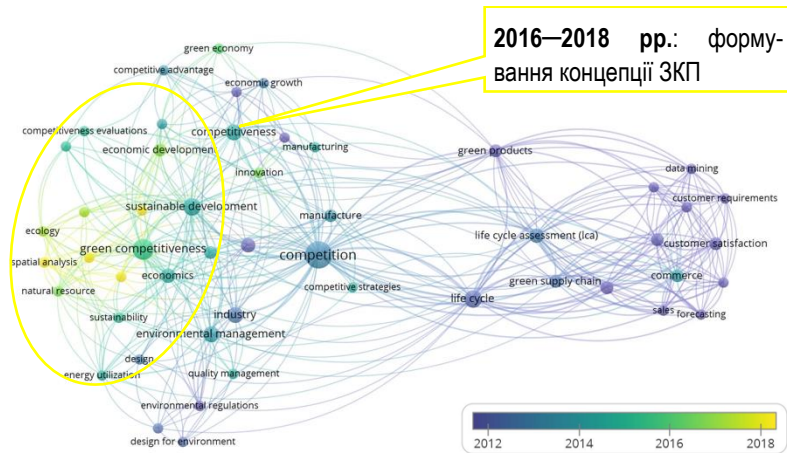 2016—2018 рр.: форму-
вання концепції ЗКП
green economy
competitive advantage
economic growth
competitiveness evaluations
competitiveness
economic development
manufacturing
green products
innovation
data mining
sustainable development
manufacture
customer requirements
ecology
life cycle assessment (lca)
green competitiveness
competition
customer satisfaction
spatial analysis
economics
green supply chain
commerce
natural resource
competitive strategies
life cycle
sustainability
industry
sales
forecasting
environmental management
design
energy utilization
quality management
environmental regulations
design for environment
2012 2014 2016 2018